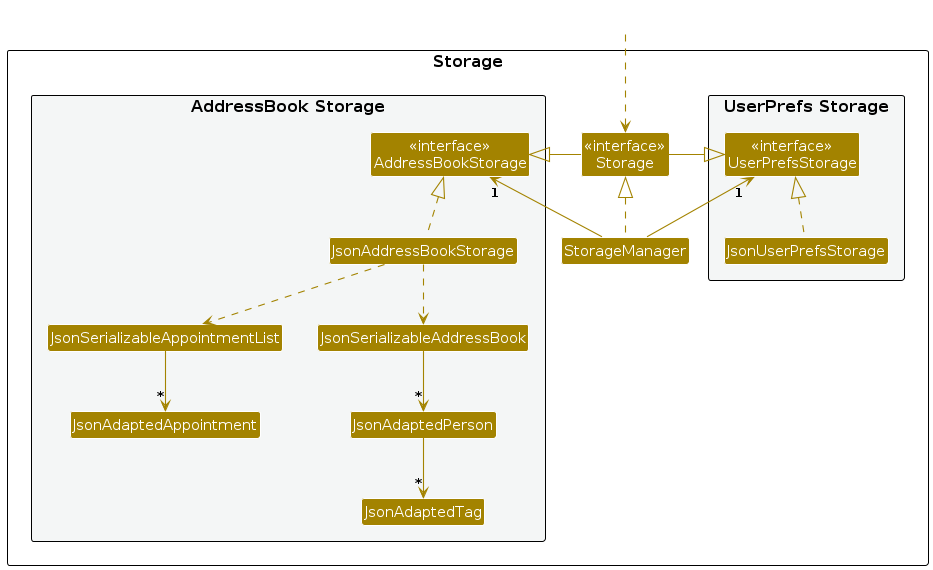 Storage
AddressBook Storage
UserPrefs Storage
«interface»
AddressBookStorage
«interface»
Storage
«interface»
UserPrefsStorage
1
1
JsonAddressBookStorage
StorageManager
JsonUserPrefsStorage
JsonSerializableAppointmentList
JsonSerializableAddressBook
*
*
JsonAdaptedAppointment
JsonAdaptedPerson
*
JsonAdaptedTag